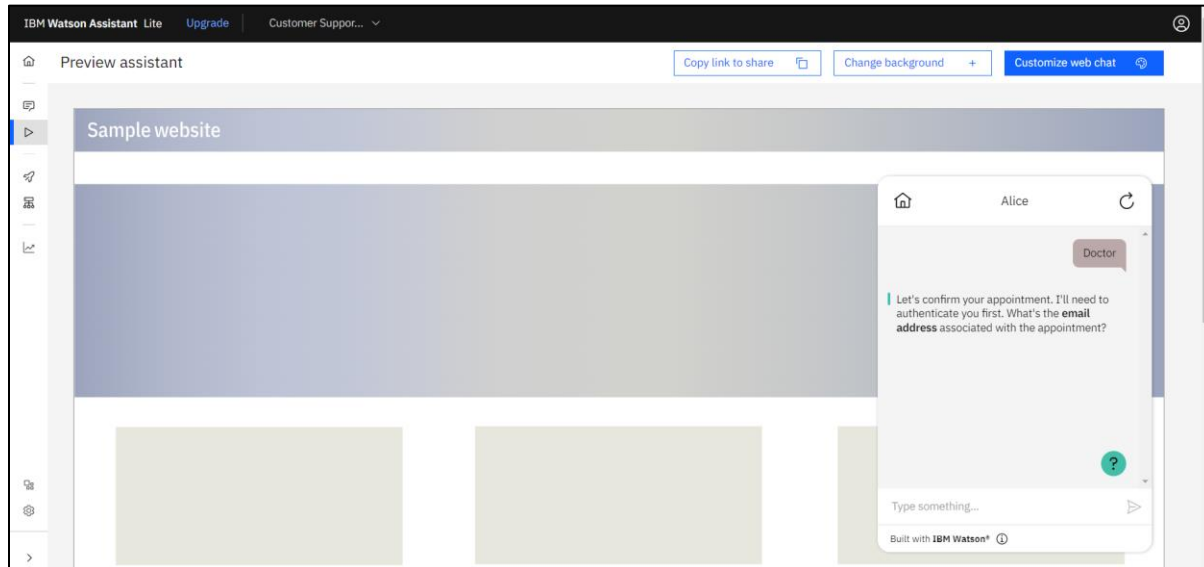 IBM Watson Assistant Lite Upgrade Customer Suppor...
Preview assistant Copy link to share Change background + Customize web chat
Sample website
Alice
Doctor
Let's confirm your appointment. I'll need to
authenticate you first. What's the email
address associated with the appointment?
?
Type something...
Built with IBM Watson®